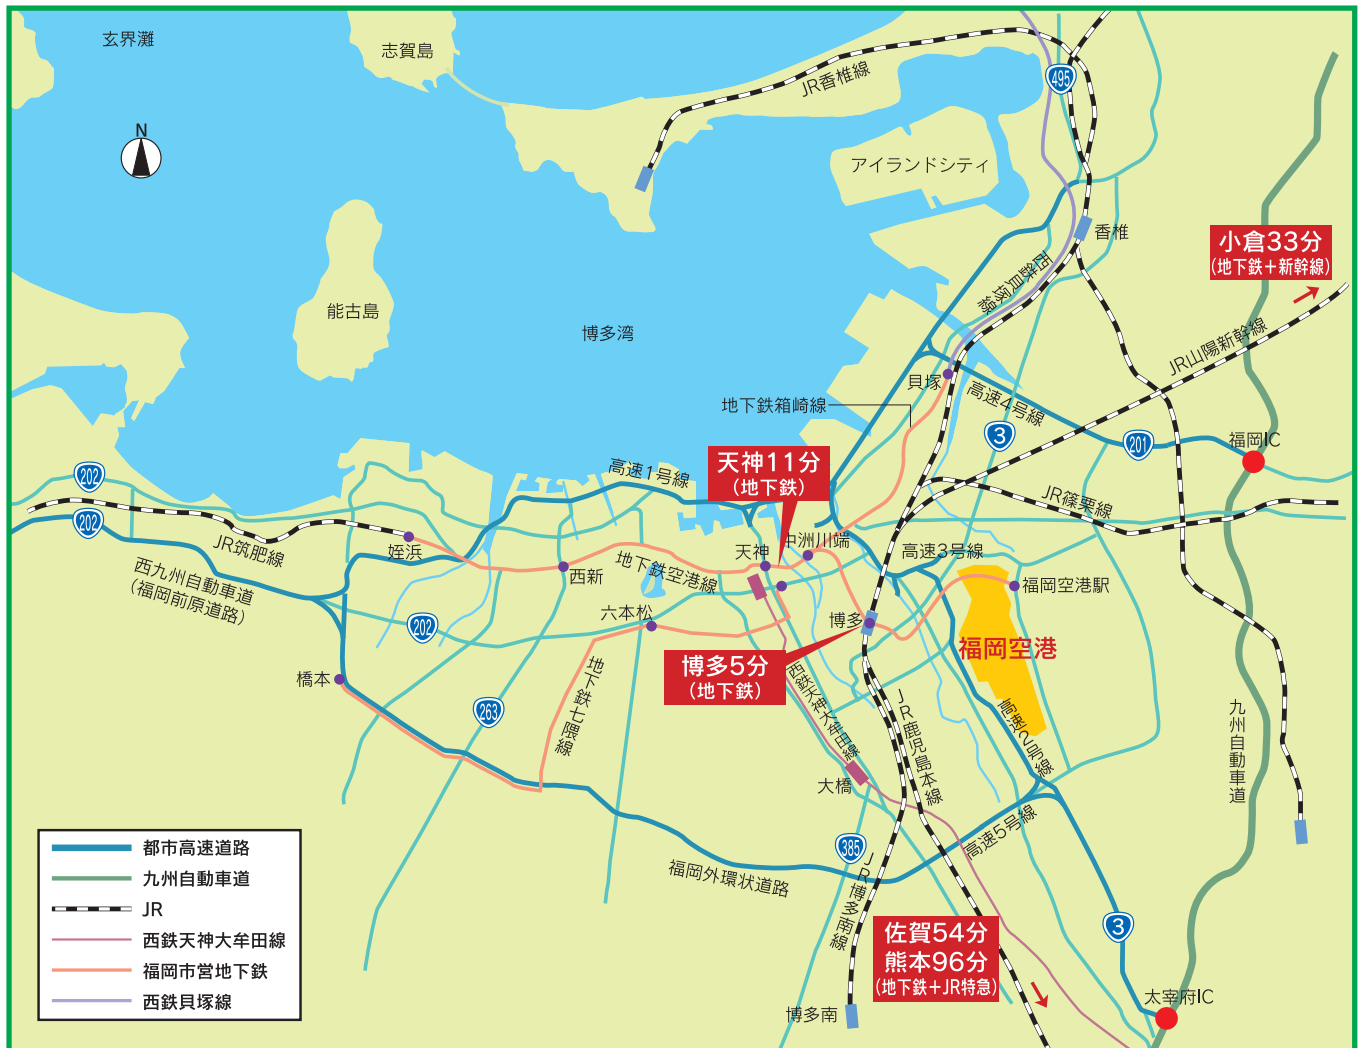 玄界灘
志賀島
JR香椎線
495
N
アイランドシティ
香椎
小倉33分
(地下鉄＋新幹線)
西鉄貝塚線
能古島
博多湾
JR山陽新幹線
貝塚
地下鉄箱崎線
高速4号線
3
201
福岡IC
天神11分
(地下鉄)
高速1号線
202
202
JR篠栗線
JR筑肥線
姪浜
西新
地下鉄空港線
天神
中洲川端
高速3号線
福岡空港駅
西九州自動車道
(福岡前原道路)
202
六本松
博多
福岡空港
博多5分
(地下鉄)
橋本
263
地下鉄七隈線
西鉄天神大牟田線
JR鹿児島本線
高速2号線
九州自動車道
大橋
385
高速5号線
福岡外環状道路
JR博多南線
3
佐賀54分
熊本96分
(地下鉄＋JR特急)
博多南
太宰府IC
都市高速道路
九州自動車道
JR
西鉄天神大牟田線
福岡市営地下鉄
西鉄貝塚線